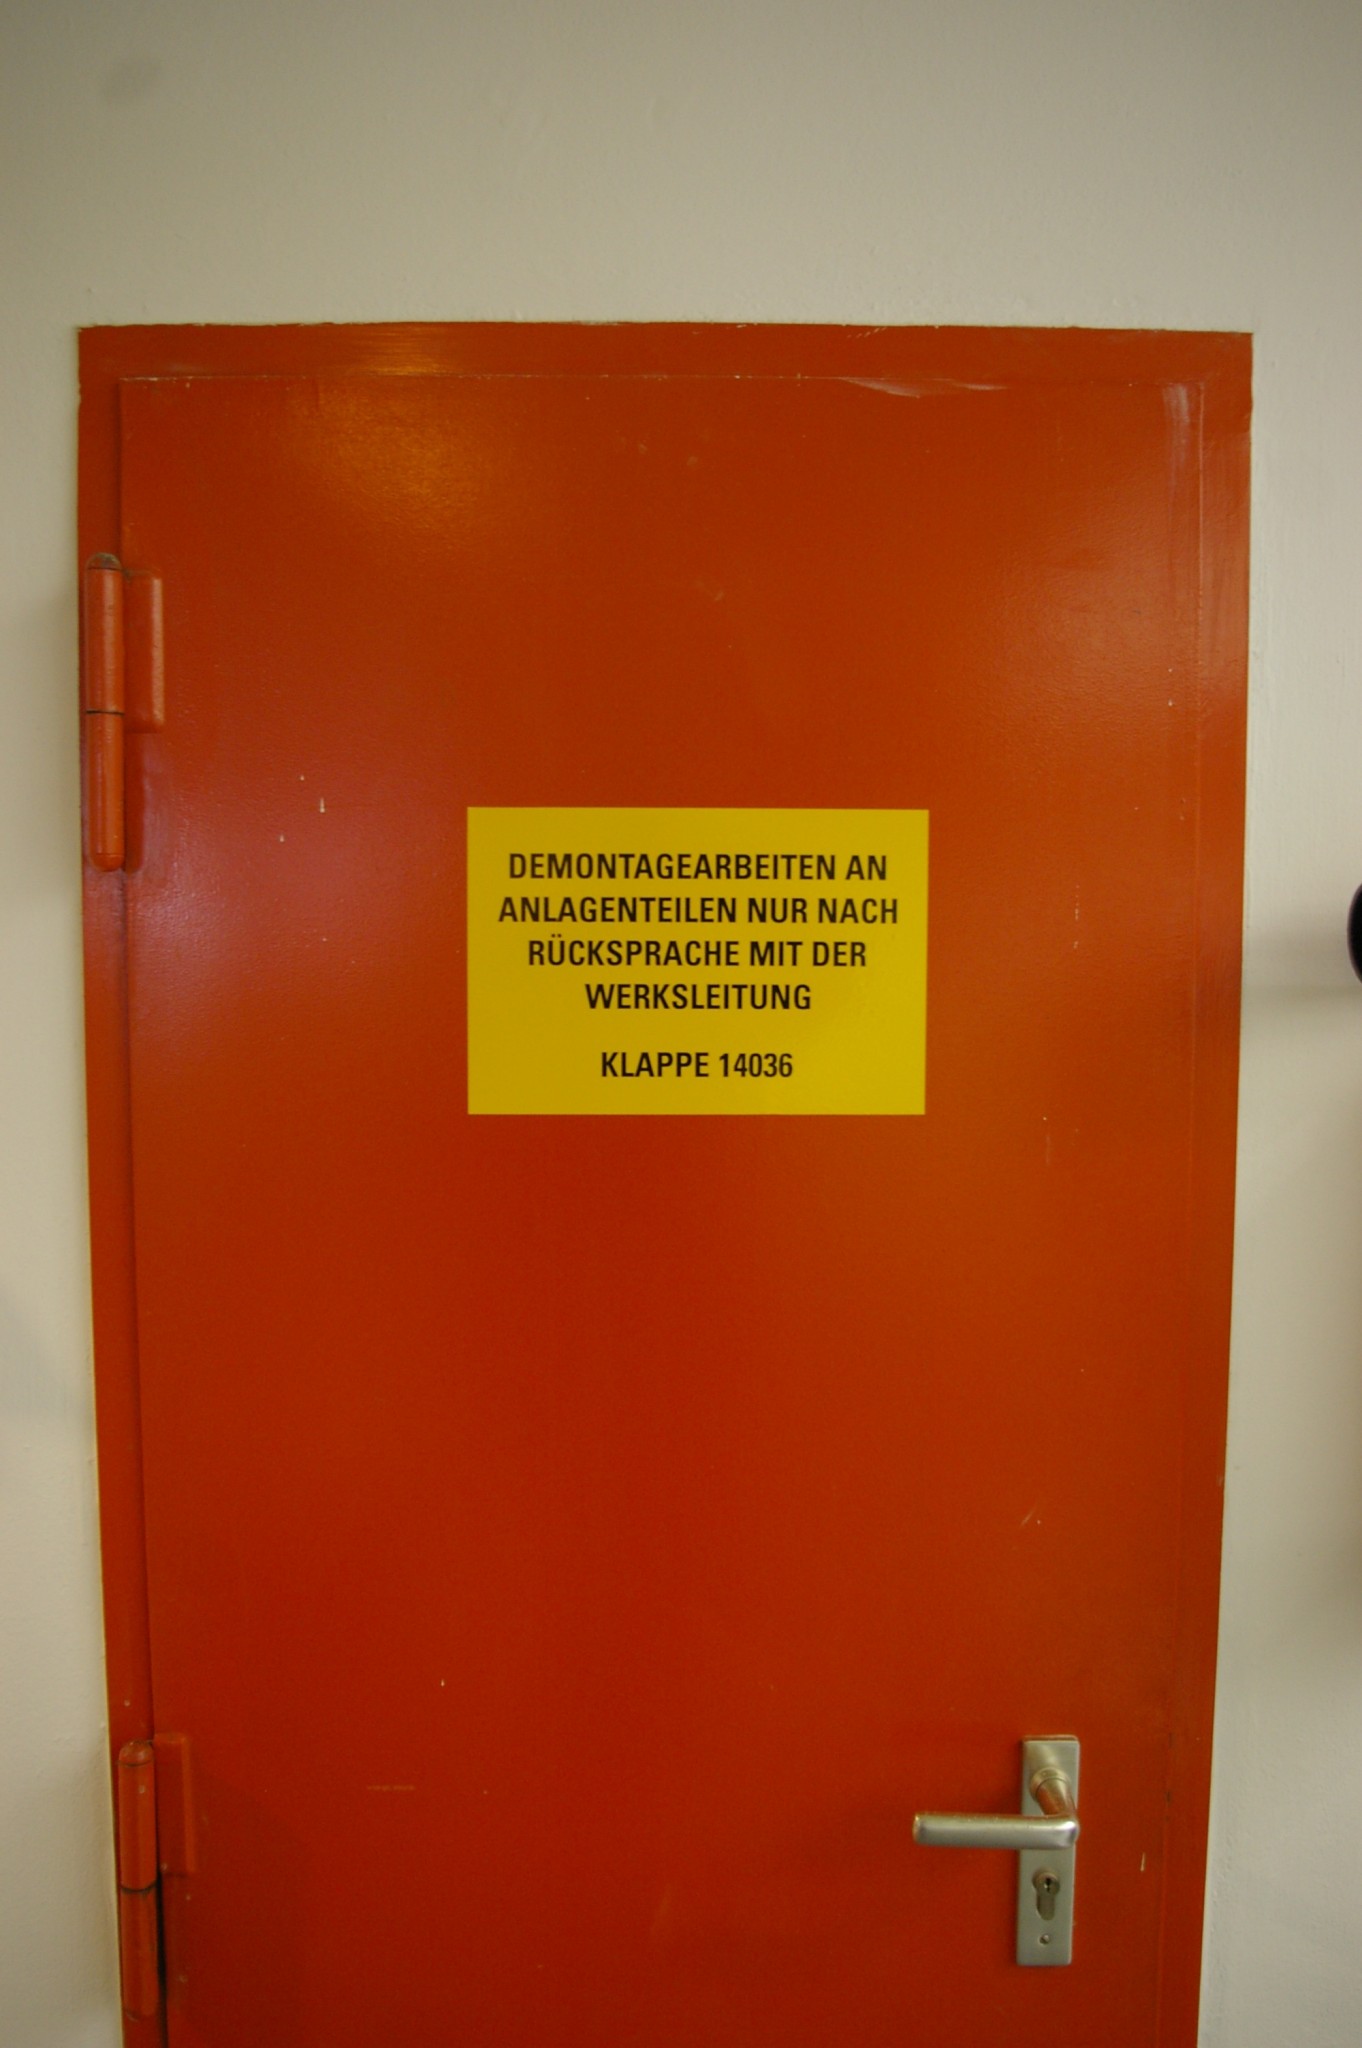 DEMONTAGEARBEITEN AN
ANLAGENTEILEN NUR NACH
RÜCKSPRACHE MIT DER
WERKSLEITUNG
KLAPPE 14036